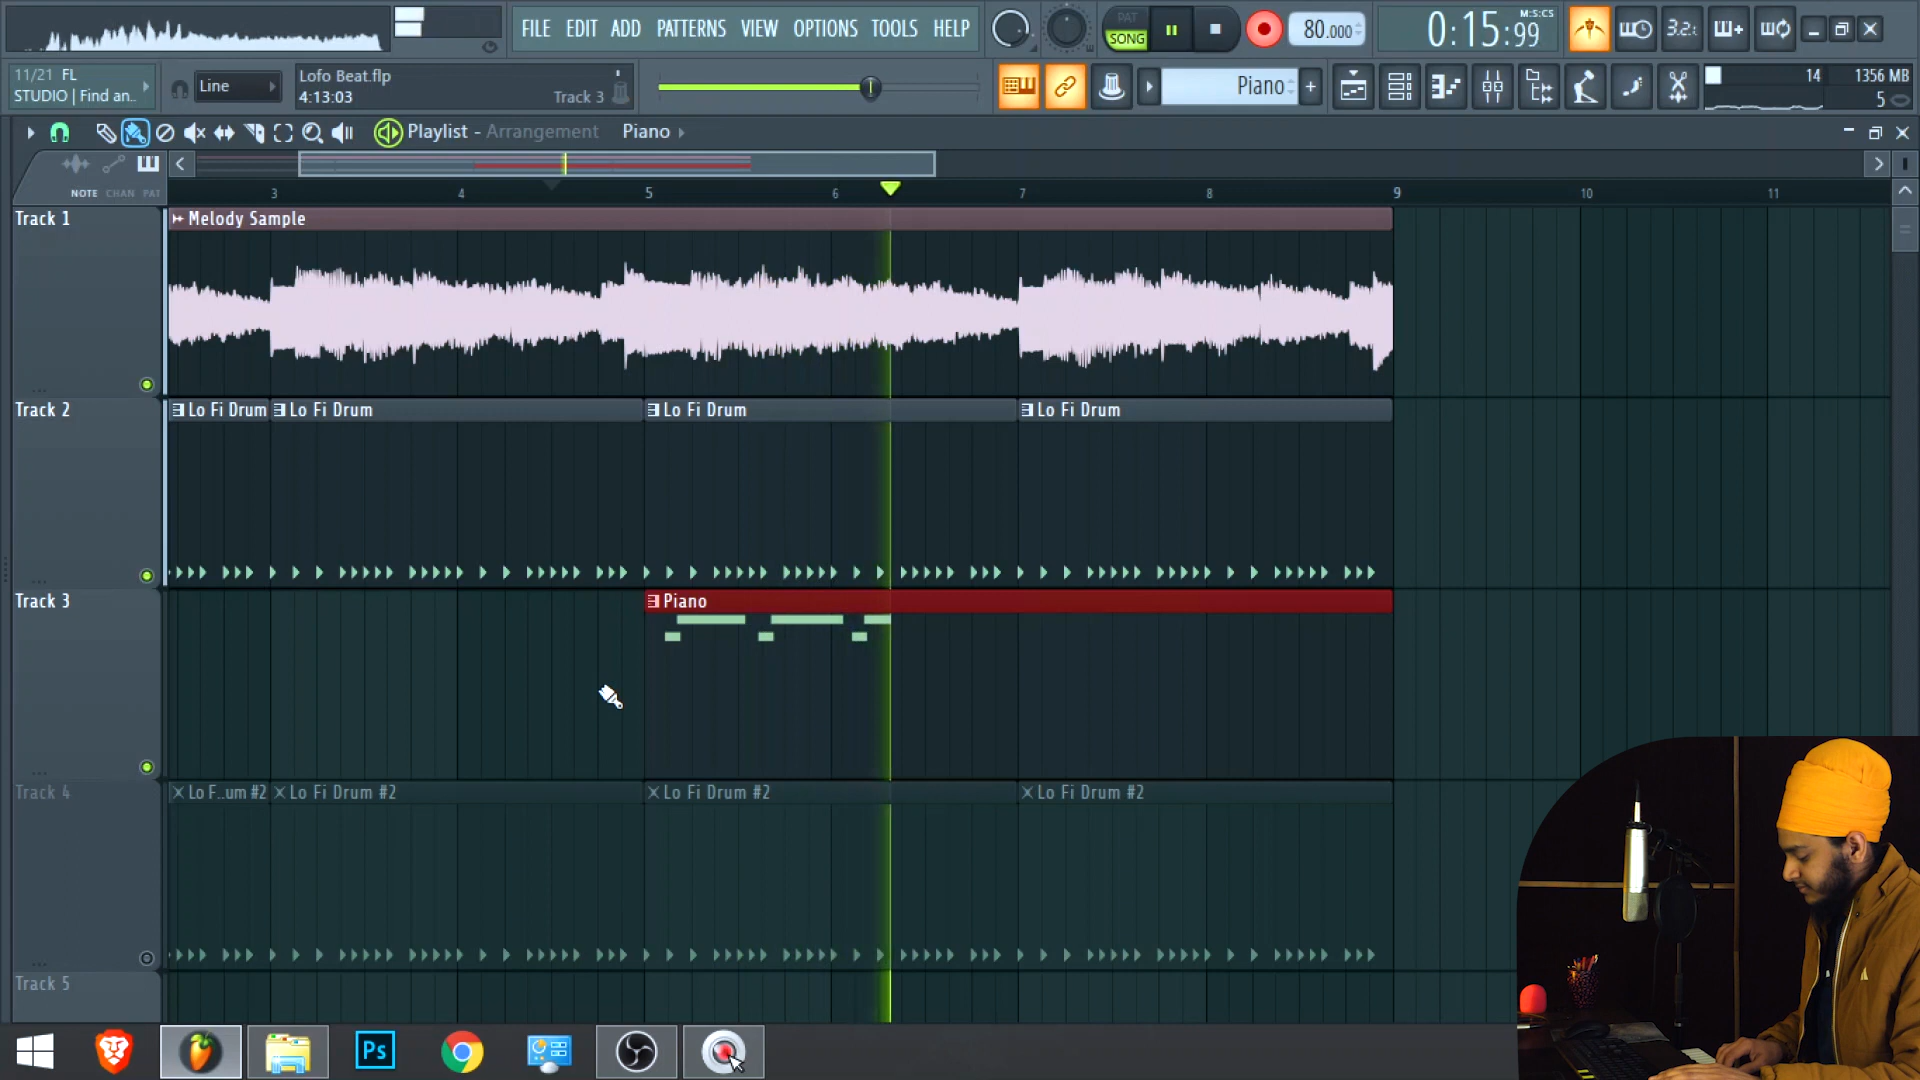 FILE EDIT ADD PATTERNS VIEW OPTIONS TOOLS HELP
PAT
SONG
80.000
0:15:99
M:S:CS
3.2.
11/21 FL
STUDIO | Find an..
Line
Lofo Beat.flp
4:13:03
Track 3
Piano
14
1356 MB
5
Playlist - Arrangement
Piano
NOTE CHAN PAT
3 4 5 6 7 8 9 10 11
Track 1
Melody Sample
Track 2
Lo Fi Drum
Lo Fi Drum
Lo Fi Drum
Lo Fi Drum
Track 3
Piano
Track 4
Lo F..um #2
Lo Fi Drum #2
Lo Fi Drum #2
Lo Fi Drum #2
Track 5
Ps